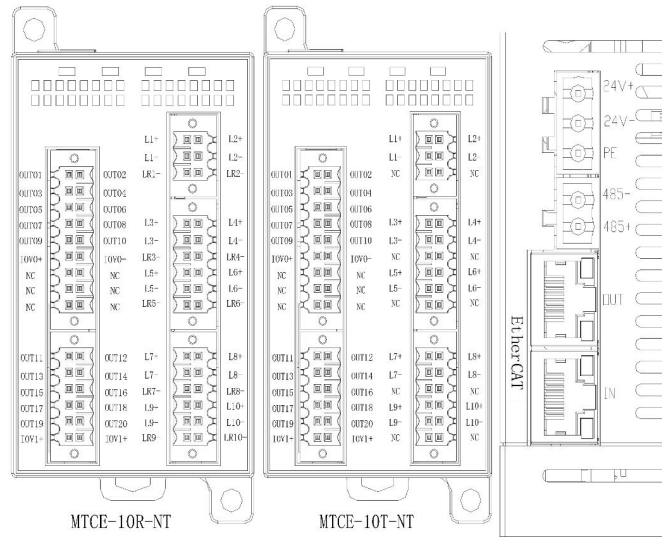 L1+ L2+
L1- L2-
OUT01 OUT02 LR1- LR2-
OUT03 OUT04
OUT05 OUT06
OUT07 OUT08 L3+ L4+
OUT09 OUT10 L3- L4-
IOV0+ IOV0- LR3- LR4-
NC NC L5+ L6+
NC NC L5- L6-
NC NC LR5- LR6-
OUT11 OUT12 L7+ L8+
OUT13 OUT14 L7- L8-
OUT15 OUT16 LR7- LR8-
OUT17 OUT18 L9+ L10+
OUT19 OUT20 L9- L10-
IOV1+ IOV1+ LR9- LR10-
MTCE-10R-NT
L1+ L2+
L1- L2-
OUT01 OUT02 NC NC
OUT03 OUT04
OUT05 OUT06
OUT07 OUT08 L3+ L4+
OUT09 OUT10 L3- L4-
IOV0+ IOV0- NC NC
NC NC L5+ L6+
NC NC L5- L6-
NC NC NC NC
OUT11 OUT12 L7+ L8+
OUT13 OUT14 L7- L8-
OUT15 OUT16 NC NC
OUT17 OUT18 L9+ L10+
OUT19 OUT20 L9- L10-
IOV1+ IOV1+ NC NC
MTCE-10T-NT
24V+
24V-
PE
485-
485+
EtherCAT
OUT
IN